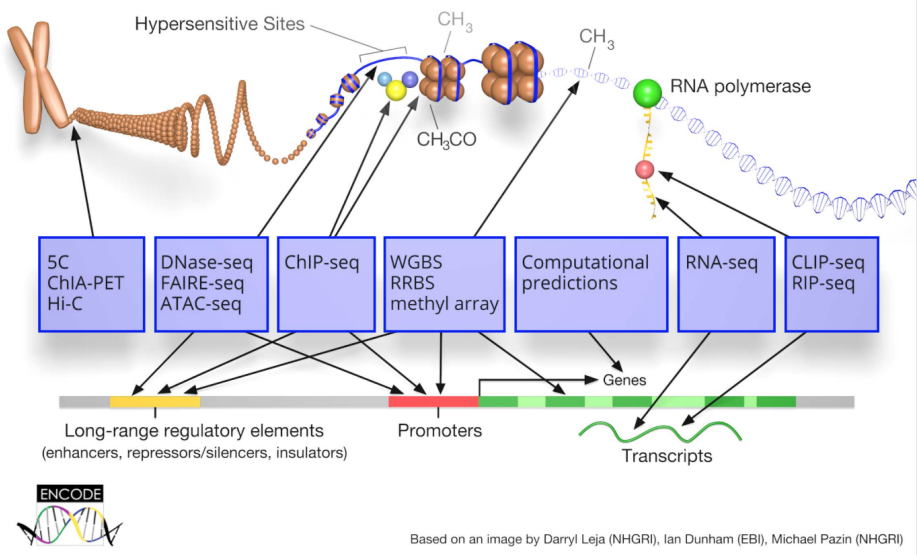 Hypersensitive Sites
CH₃
CH₃
RNA polymerase
CH₃CO
5C
ChIA-PET
Hi-C
DNase-seq
FAIRE-seq
ATAC-seq
ChIP-seq
WGBS
RRBS
methyl array
Computational
predictions
RNA-seq
CLIP-seq
RIP-seq
Genes
Long-range regulatory elements
(enhancers, repressors/silencers, insulators)
Promoters
Transcripts
ENCODE
Based on an image by Darryl Leja (NHGRI), Ian Dunham (EBI), Michael Pazin (NHGRI)